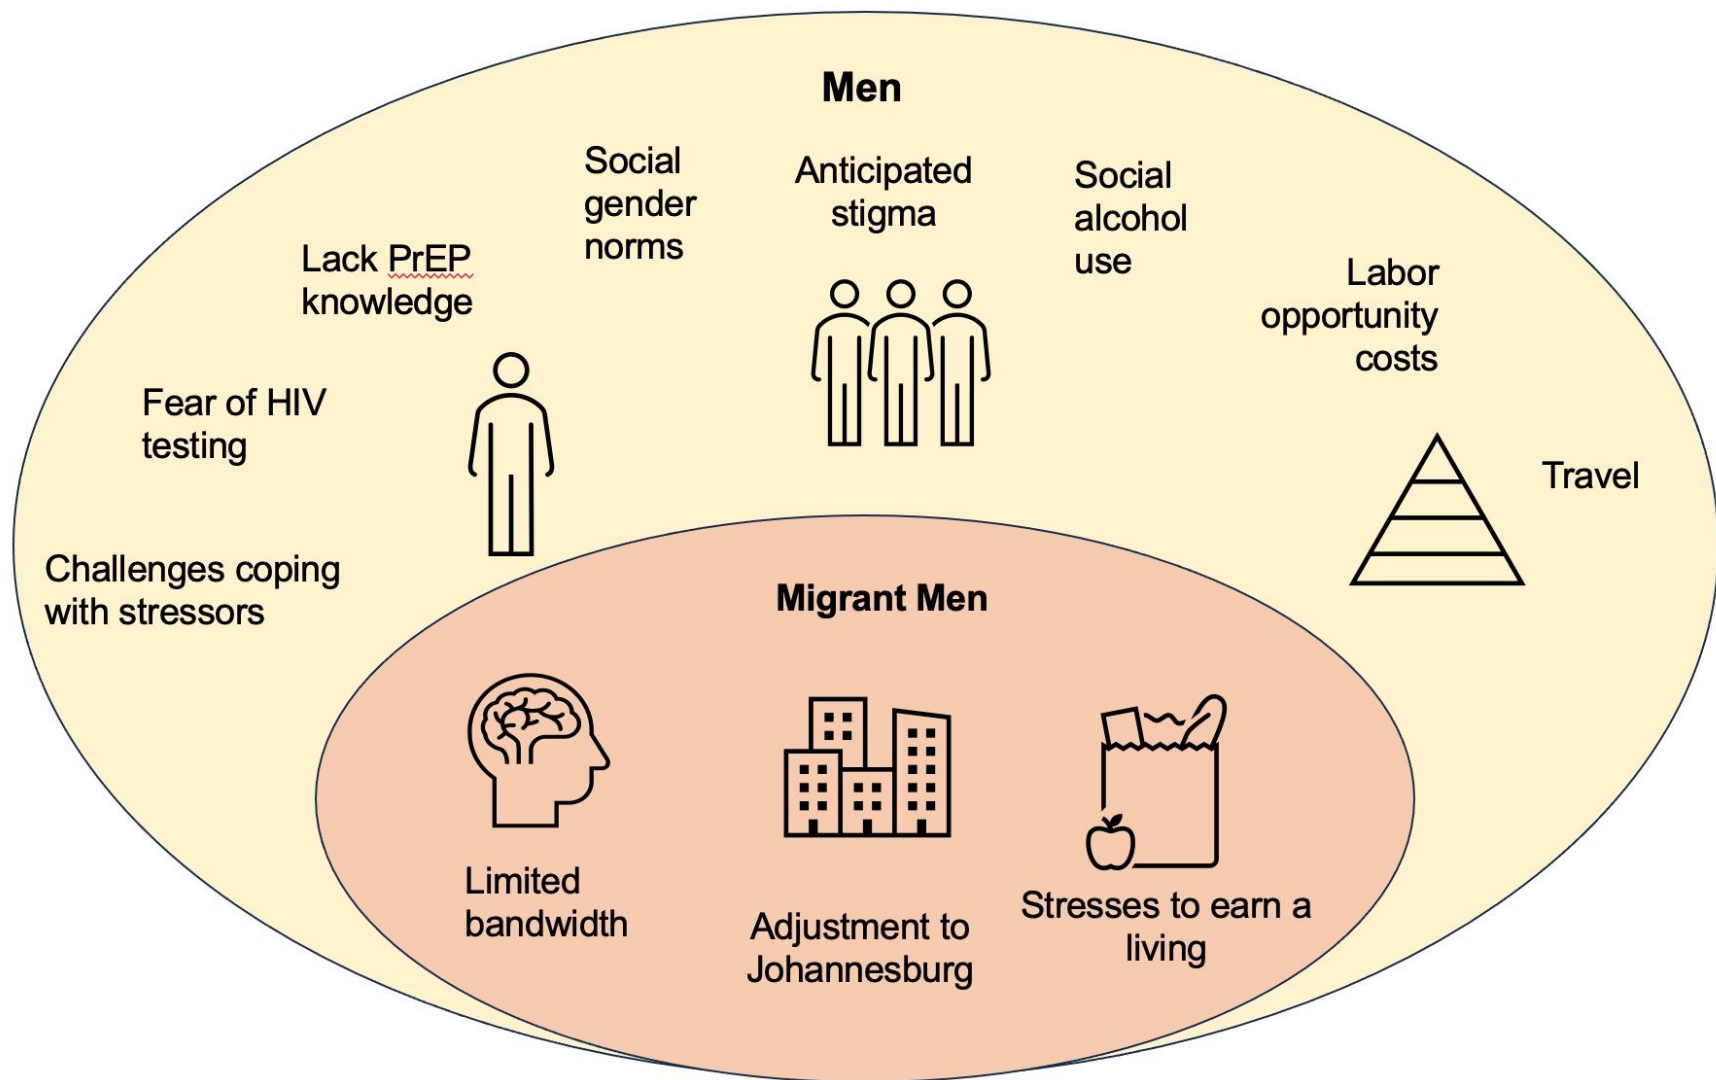 Men
Social
gender
norms
Anticipated
stigma
Social
alcohol
use
Lack PrEP
knowledge
Labor
opportunity
costs
Fear of HIV
testing
Travel
Challenges coping
with stressors
Migrant Men
Limited
bandwidth
Adjustment to
Johannesburg
Stresses to earn a
living